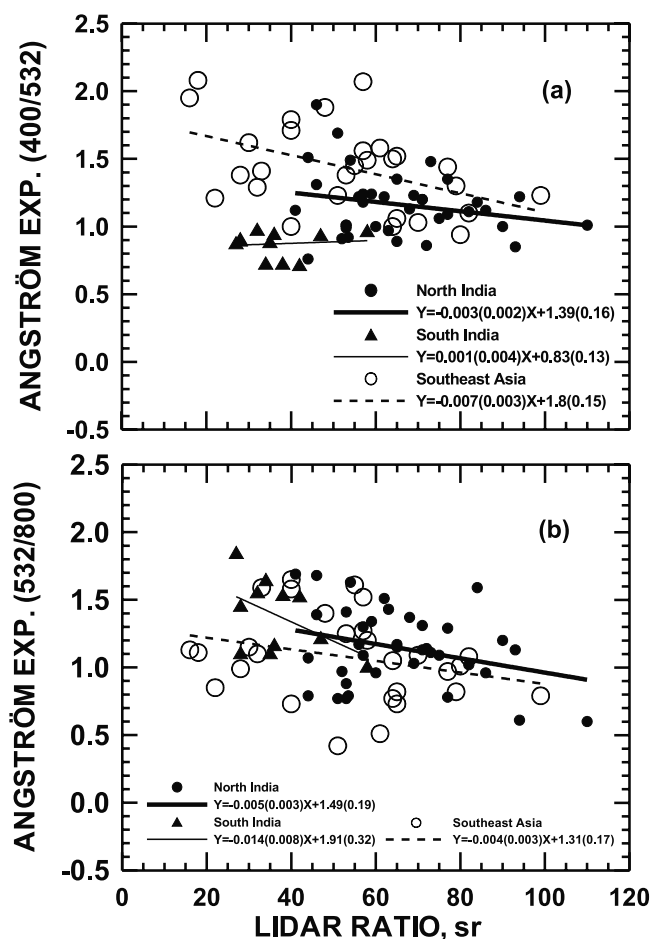 2.5
2.0
1.5
1.0
0.5
0.0
-0.5
ANGSTRÖM EXP. (400/532)
(a)
North India
Y=-0.003(0.002)X+1.39(0.16)
South India
Y=0.001(0.004)X+0.83(0.13)
Southeast Asia
Y=-0.007(0.003)X+1.8(0.15)
2.5
2.0
1.5
1.0
0.5
0.0
-0.5
ANGSTRÖM EXP. (532/800)
(b)
North India
Y=-0.005(0.003)X+1.49(0.19)
South India
Y=-0.014(0.008)X+1.91(0.32)
Southeast Asia
Y=-0.004(0.003)X+1.31(0.17)
0 20 40 60 80 100 120
LIDAR RATIO, sr